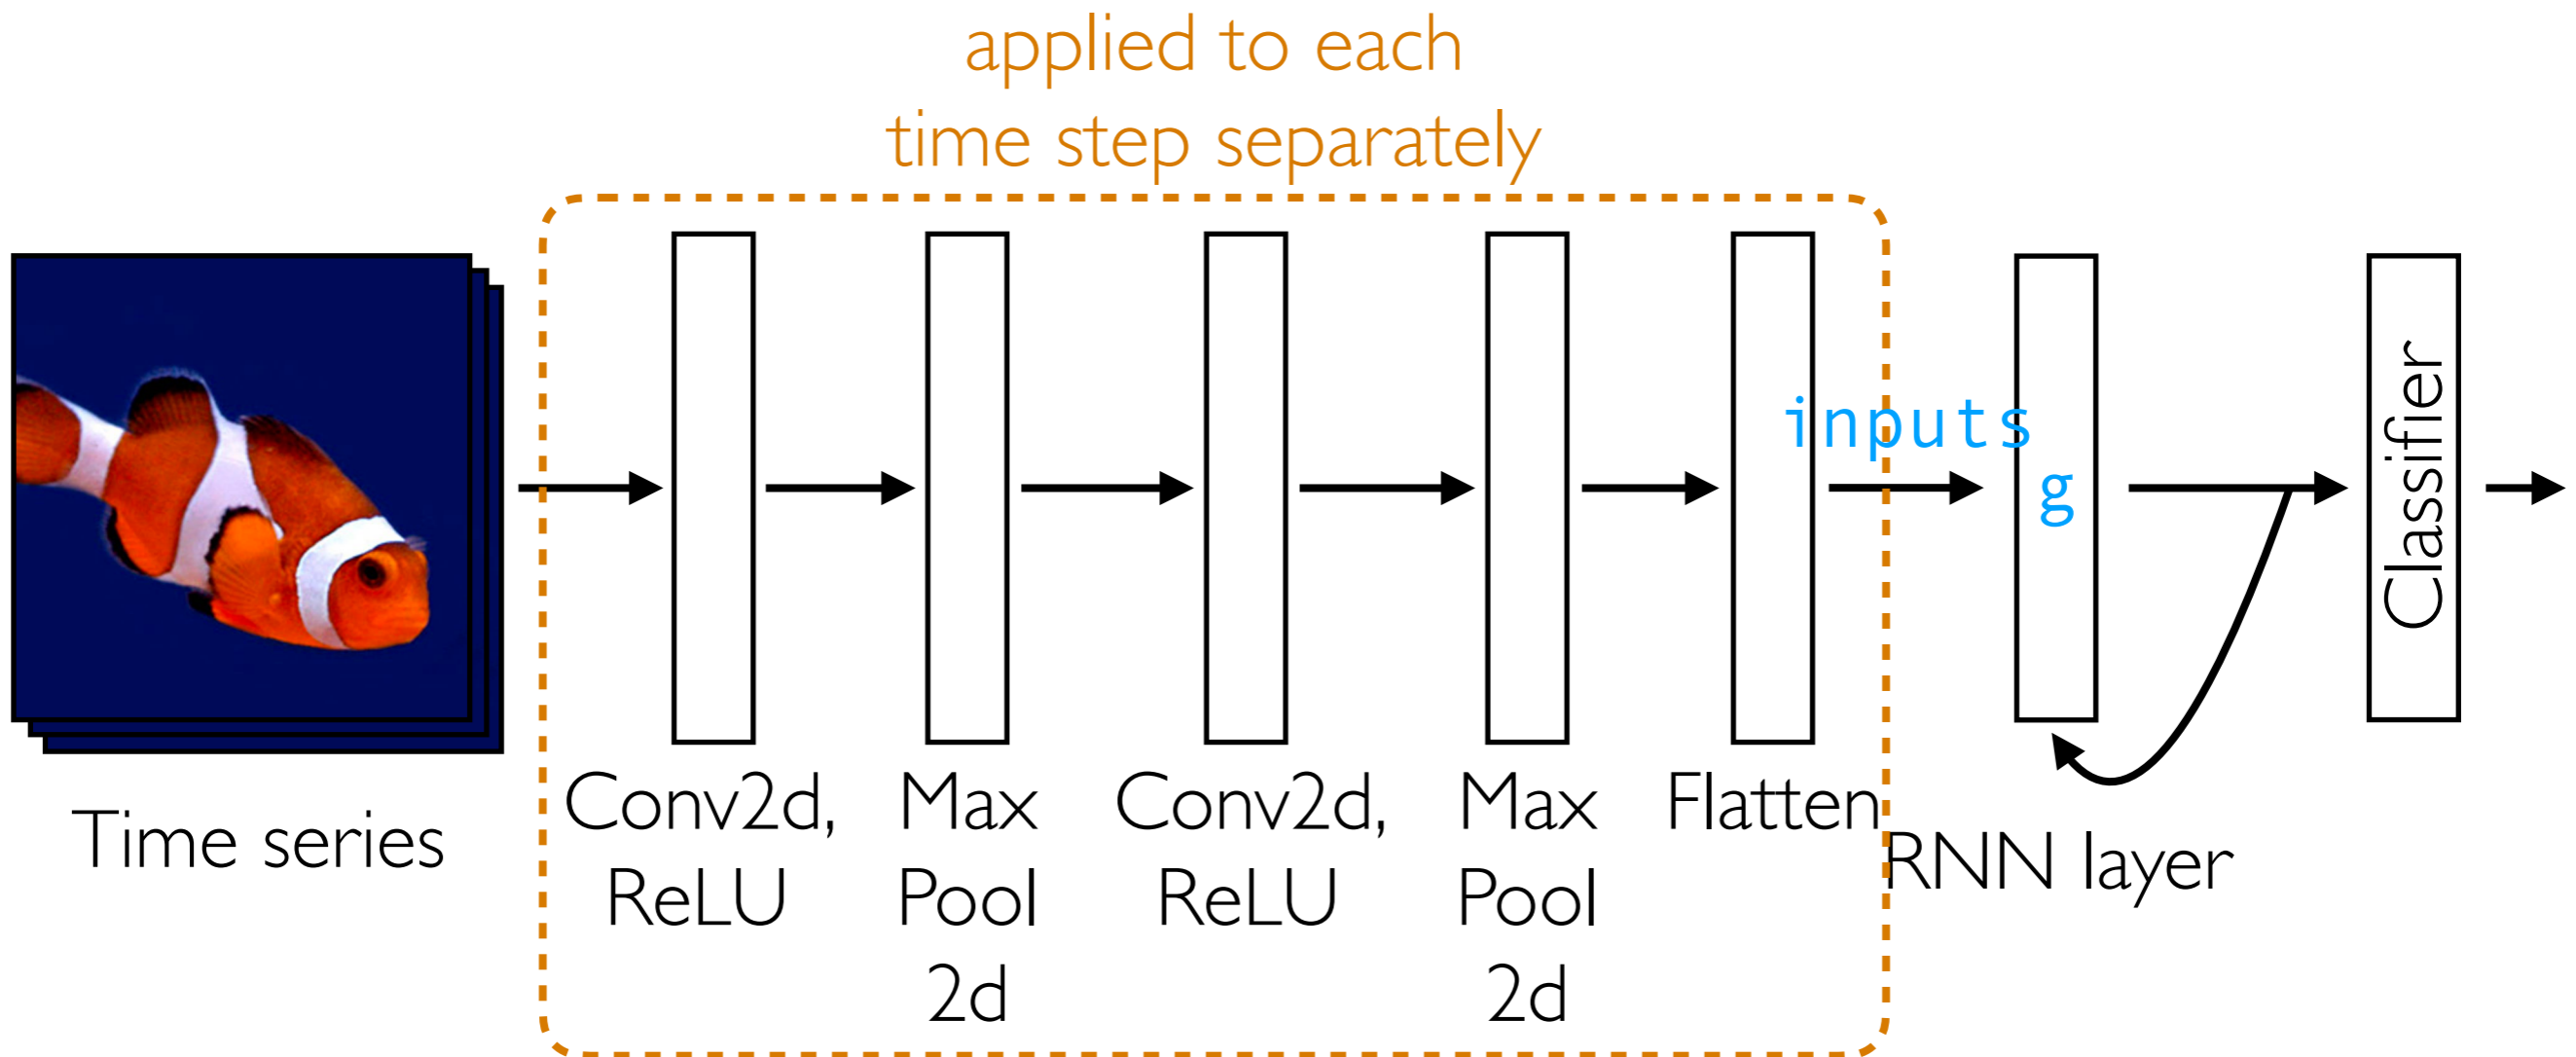 applied to each
time step separately
inputs
g
Classifier
Time series
Conv2d,
ReLU
Max
Pool
2d
Conv2d,
ReLU
Max
Pool
2d
Flatten
RNN layer